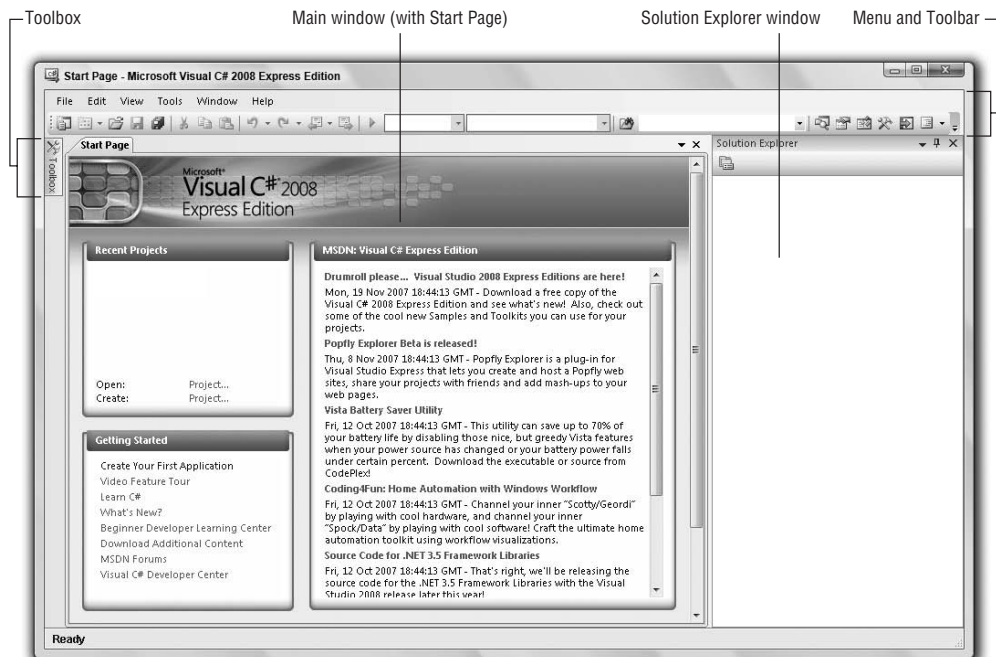 Toolbox
Main window (with Start Page)
Solution Explorer window
Menu and Toolbar
Start Page - Microsoft Visual C# 2008 Express Edition
File Edit View Tools Window Help
Toolbox
Start Page
Solution Explorer
Microsoft®
Visual C# 2008
Express Edition
Recent Projects
Open: Project...
Create: Project...
Getting Started
Create Your First Application
Video Feature Tour
Learn C#
What's New?
Beginner Developer Learning Center
Download Additional Content
MSDN Forums
Visual C# Developer Center
MSDN: Visual C# Express Edition
Drumroll please... Visual Studio 2008 Express Editions are here!
Mon, 19 Nov 2007 18:44:13 GMT - Download a free copy of the
Visual C# 2008 Express Edition and see what's new! Also, check out
some of the cool new Samples and Toolkits you can use for your
projects.
Popfly Explorer Beta is released!
Thu, 8 Nov 2007 18:44:13 GMT - Popfly Explorer is a plug-in for
Visual Studio Express that lets you create and host a Popfly web
sites, share your projects with friends and add mash-ups to your
web pages.
Vista Battery Saver Utility
Fri, 12 Oct 2007 18:44:13 GMT - This utility can save up to 70% of
your battery life by disabling those nice, but greedy Vista features
when your power source has changed or your battery power falls
under certain percent. Download the executable or source from
CodePlex!
Coding4Fun: Home Automation with Windows Workflow
Fri, 12 Oct 2007 18:44:13 GMT - Channel your inner "Scotty/Geordi"
by playing with cool hardware, and channel your inner
"Spock/Data" by playing with cool software! Craft the ultimate home
automation toolkit using workflow visualizations.
Source Code for .NET 3.5 Framework Libraries
Fri, 12 Oct 2007 18:44:13 GMT - That's right, we'll be releasing the
source code for the .NET 3.5 Framework Libraries with the Visual
Studio 2008 release later this year!
Ready